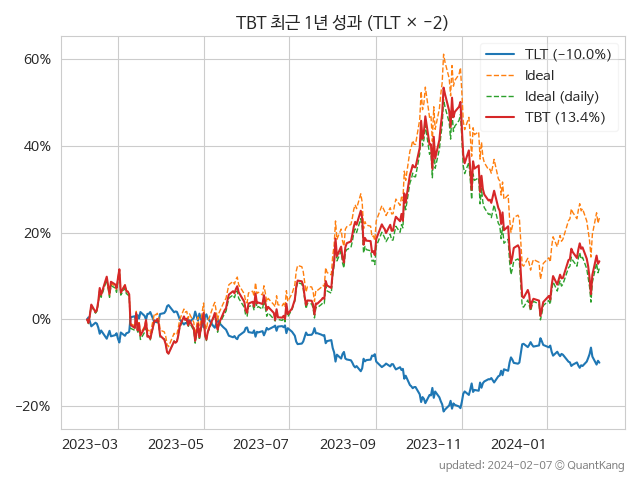 TBT 최근 1년 성과 (TLT × −2)
TLT (−10.0%)
Ideal
Ideal (daily)
TBT (13.4%)
60%
40%
20%
0%
−20%
2023-03 2023-05 2023-07 2023-09 2023-11 2024-01
updated: 2024-02-07 © QuantKang